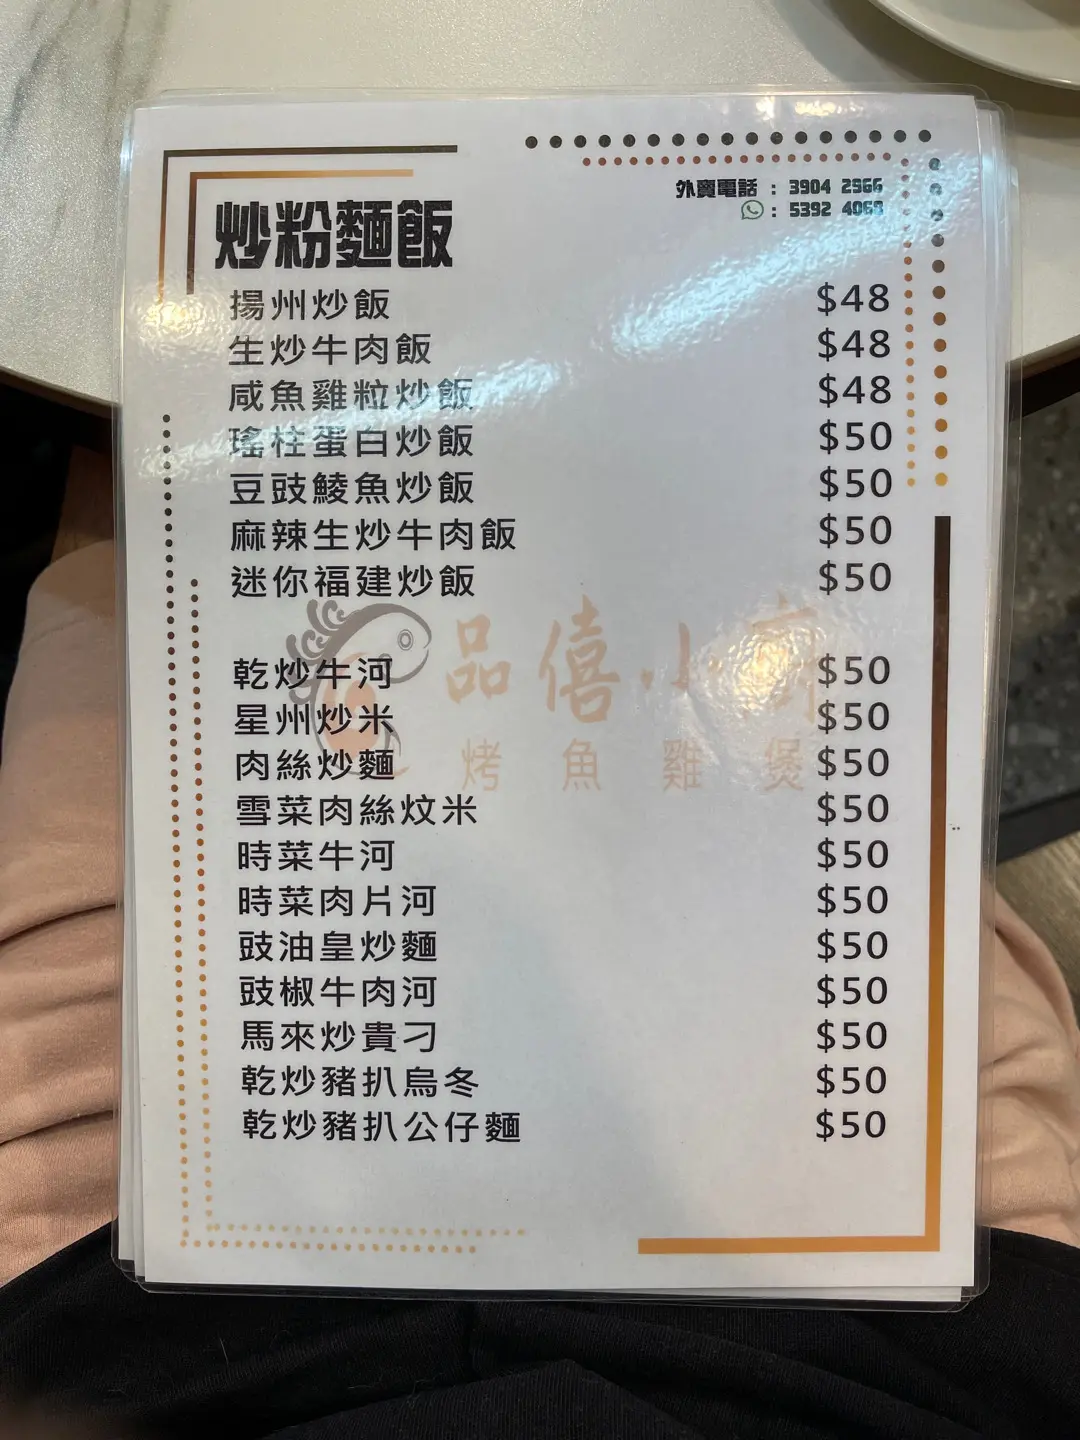 外賣電話 : 3904 2966
: 5392 4068
炒粉麵飯
揚州炒飯 $48
生炒牛肉飯 $48
咸魚雞粒炒飯 $48
瑤柱蛋白炒飯 $50
豆豉鯪魚炒飯 $50
麻辣生炒牛肉飯 $50
迷你福建炒飯 $50
品僖小廚
烤魚雞煲
乾炒牛河 $50
星州炒米 $50
肉絲炒麵 $50
雪菜肉絲炆米 $50
時菜牛河 $50
時菜肉片河 $50
豉油皇炒麵 $50
豉椒牛肉河 $50
馬來炒貴刁 $50
乾炒豬扒烏冬 $50
乾炒豬扒公仔麵 $50